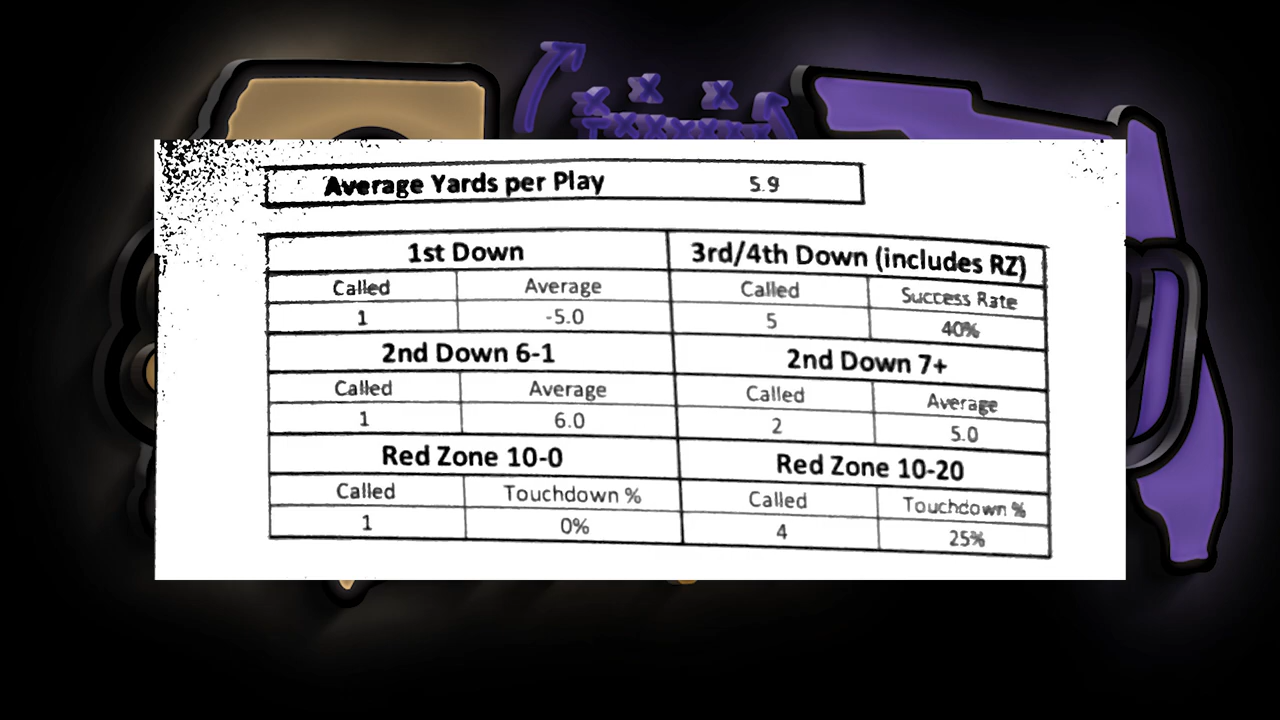 Average Yards per Play 5.9
1st Down 3rd/4th Down (includes RZ)
Called Average Called Success Rate
1 -5.0 5 40%
2nd Down 6-1 2nd Down 7+
Called Average Called Average
1 6.0 2 5.0
Red Zone 10-0 Red Zone 10-20
Called Touchdown % Called Touchdown %
1 0% 4 25%